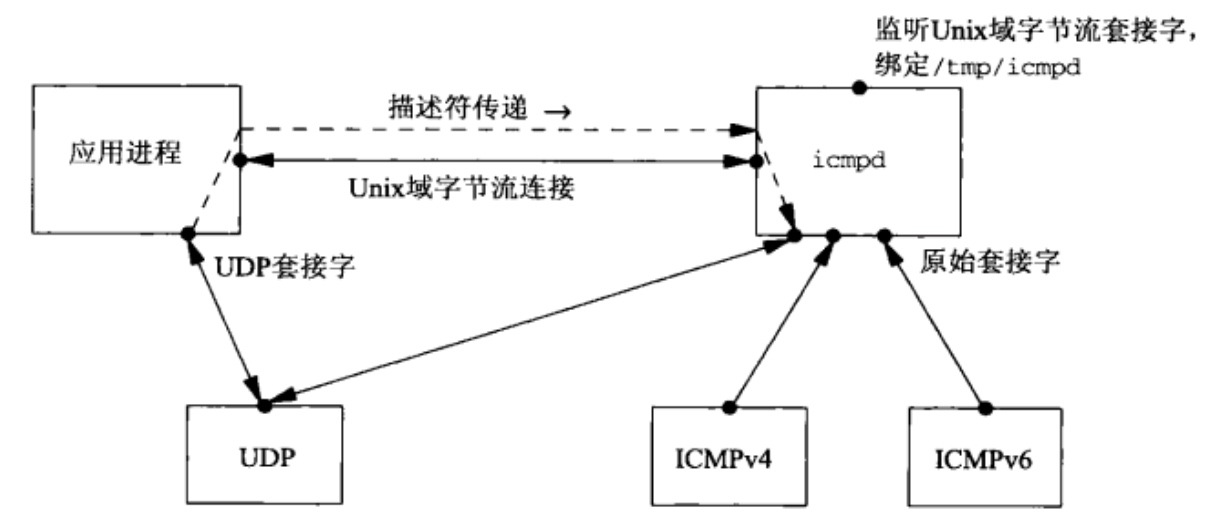 监听Unix域字节流套接字，
绑定/tmp/icmpd
描述符传递 →
应用进程
icmpd
Unix域字节流连接
UDP套接字
原始套接字
UDP
ICMPv4
ICMPv6